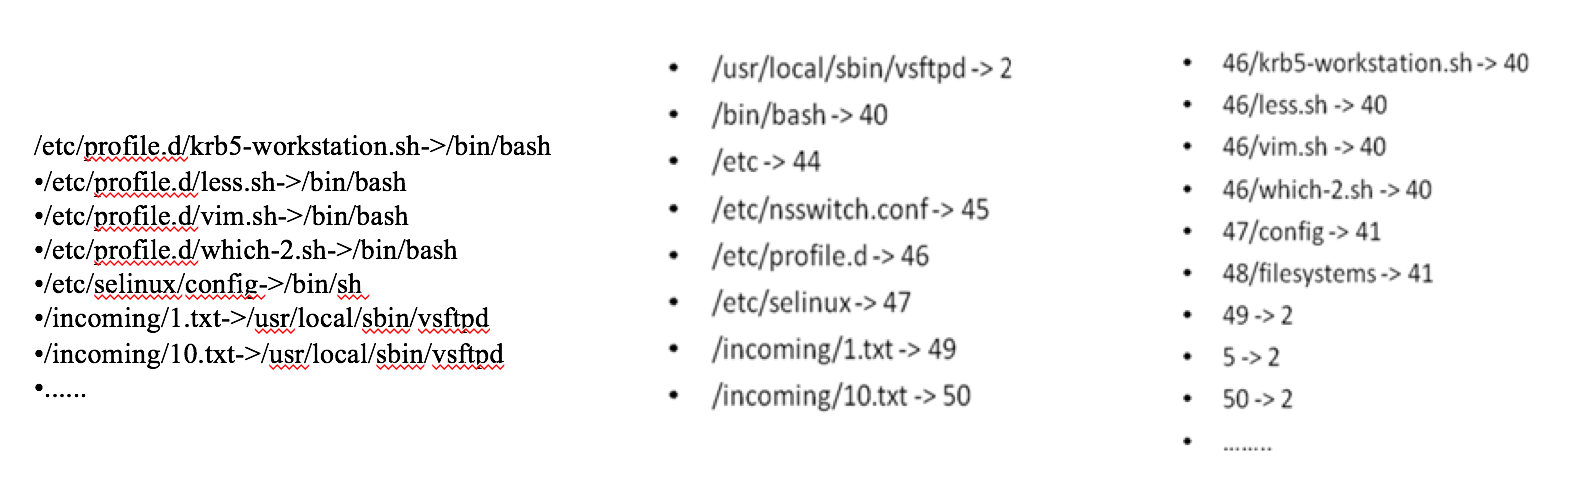 /etc/profile.d/krb5-workstation.sh->/bin/bash
•/etc/profile.d/less.sh->/bin/bash
•/etc/profile.d/vim.sh->/bin/bash
•/etc/profile.d/which-2.sh->/bin/bash
•/etc/selinux/config->/bin/sh
•/incoming/1.txt->/usr/local/sbin/vsftpd
•/incoming/10.txt->/usr/local/sbin/vsftpd
•......
• /usr/local/sbin/vsftpd -> 2
• /bin/bash -> 40
• /etc -> 44
• /etc/nsswitch.conf -> 45
• /etc/profile.d -> 46
• /etc/selinux -> 47
• /incoming/1.txt -> 49
• /incoming/10.txt -> 50
• 46/krb5-workstation.sh -> 40
• 46/less.sh -> 40
• 46/vim.sh -> 40
• 46/which-2.sh -> 40
• 47/config -> 41
• 48/filesystems -> 41
• 49 -> 2
• 5 -> 2
• 50 -> 2
• ........